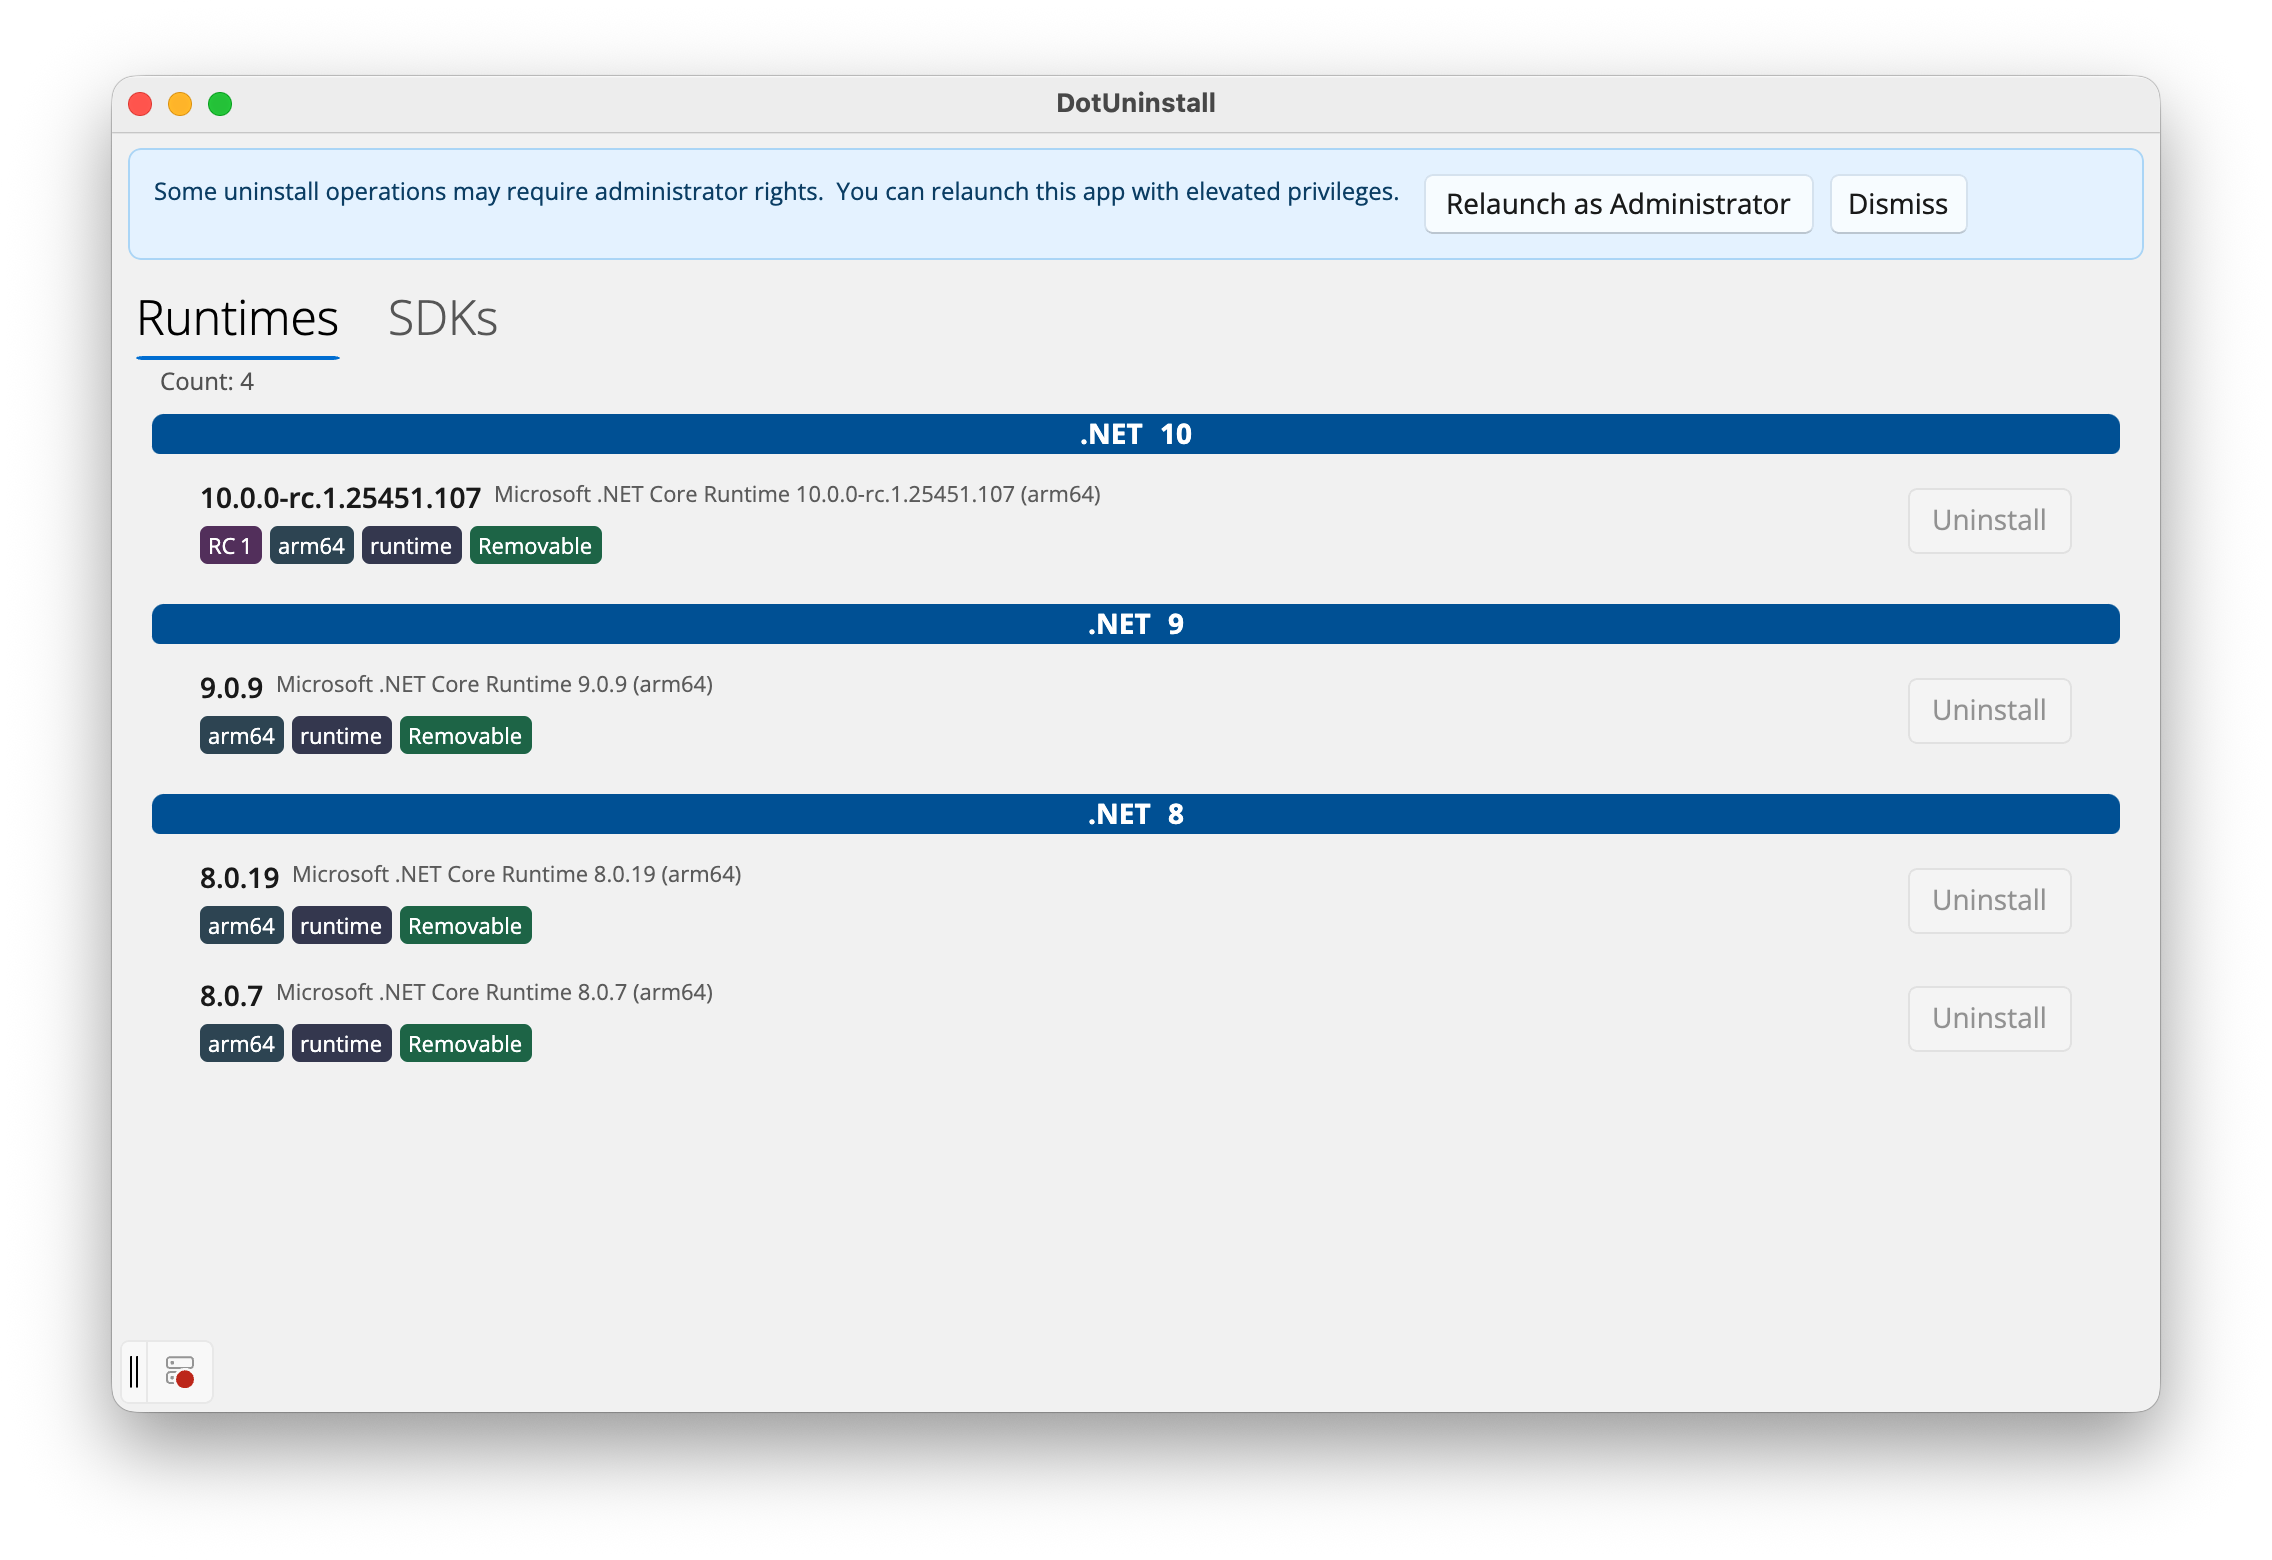 DotUninstall
Some uninstall operations may require administrator rights.  You can relaunch this app with elevated privileges.
Relaunch as Administrator
Dismiss
Runtimes
SDKs
Count: 4
.NET 10
10.0.0-rc.1.25451.107 Microsoft .NET Core Runtime 10.0.0-rc.1.25451.107 (arm64)
RC 1 arm64 runtime Removable
Uninstall
.NET 9
9.0.9 Microsoft .NET Core Runtime 9.0.9 (arm64)
arm64 runtime Removable
Uninstall
.NET 8
8.0.19 Microsoft .NET Core Runtime 8.0.19 (arm64)
arm64 runtime Removable
Uninstall
8.0.7 Microsoft .NET Core Runtime 8.0.7 (arm64)
arm64 runtime Removable
Uninstall